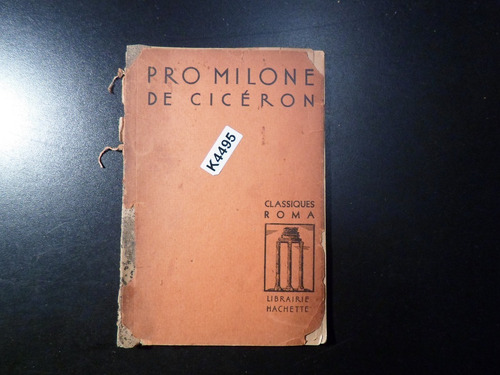 PRO MILONE
DE CICÉRON
K4495
CLASSIQUES
ROMA
LIBRAIRIE
HACHETTE